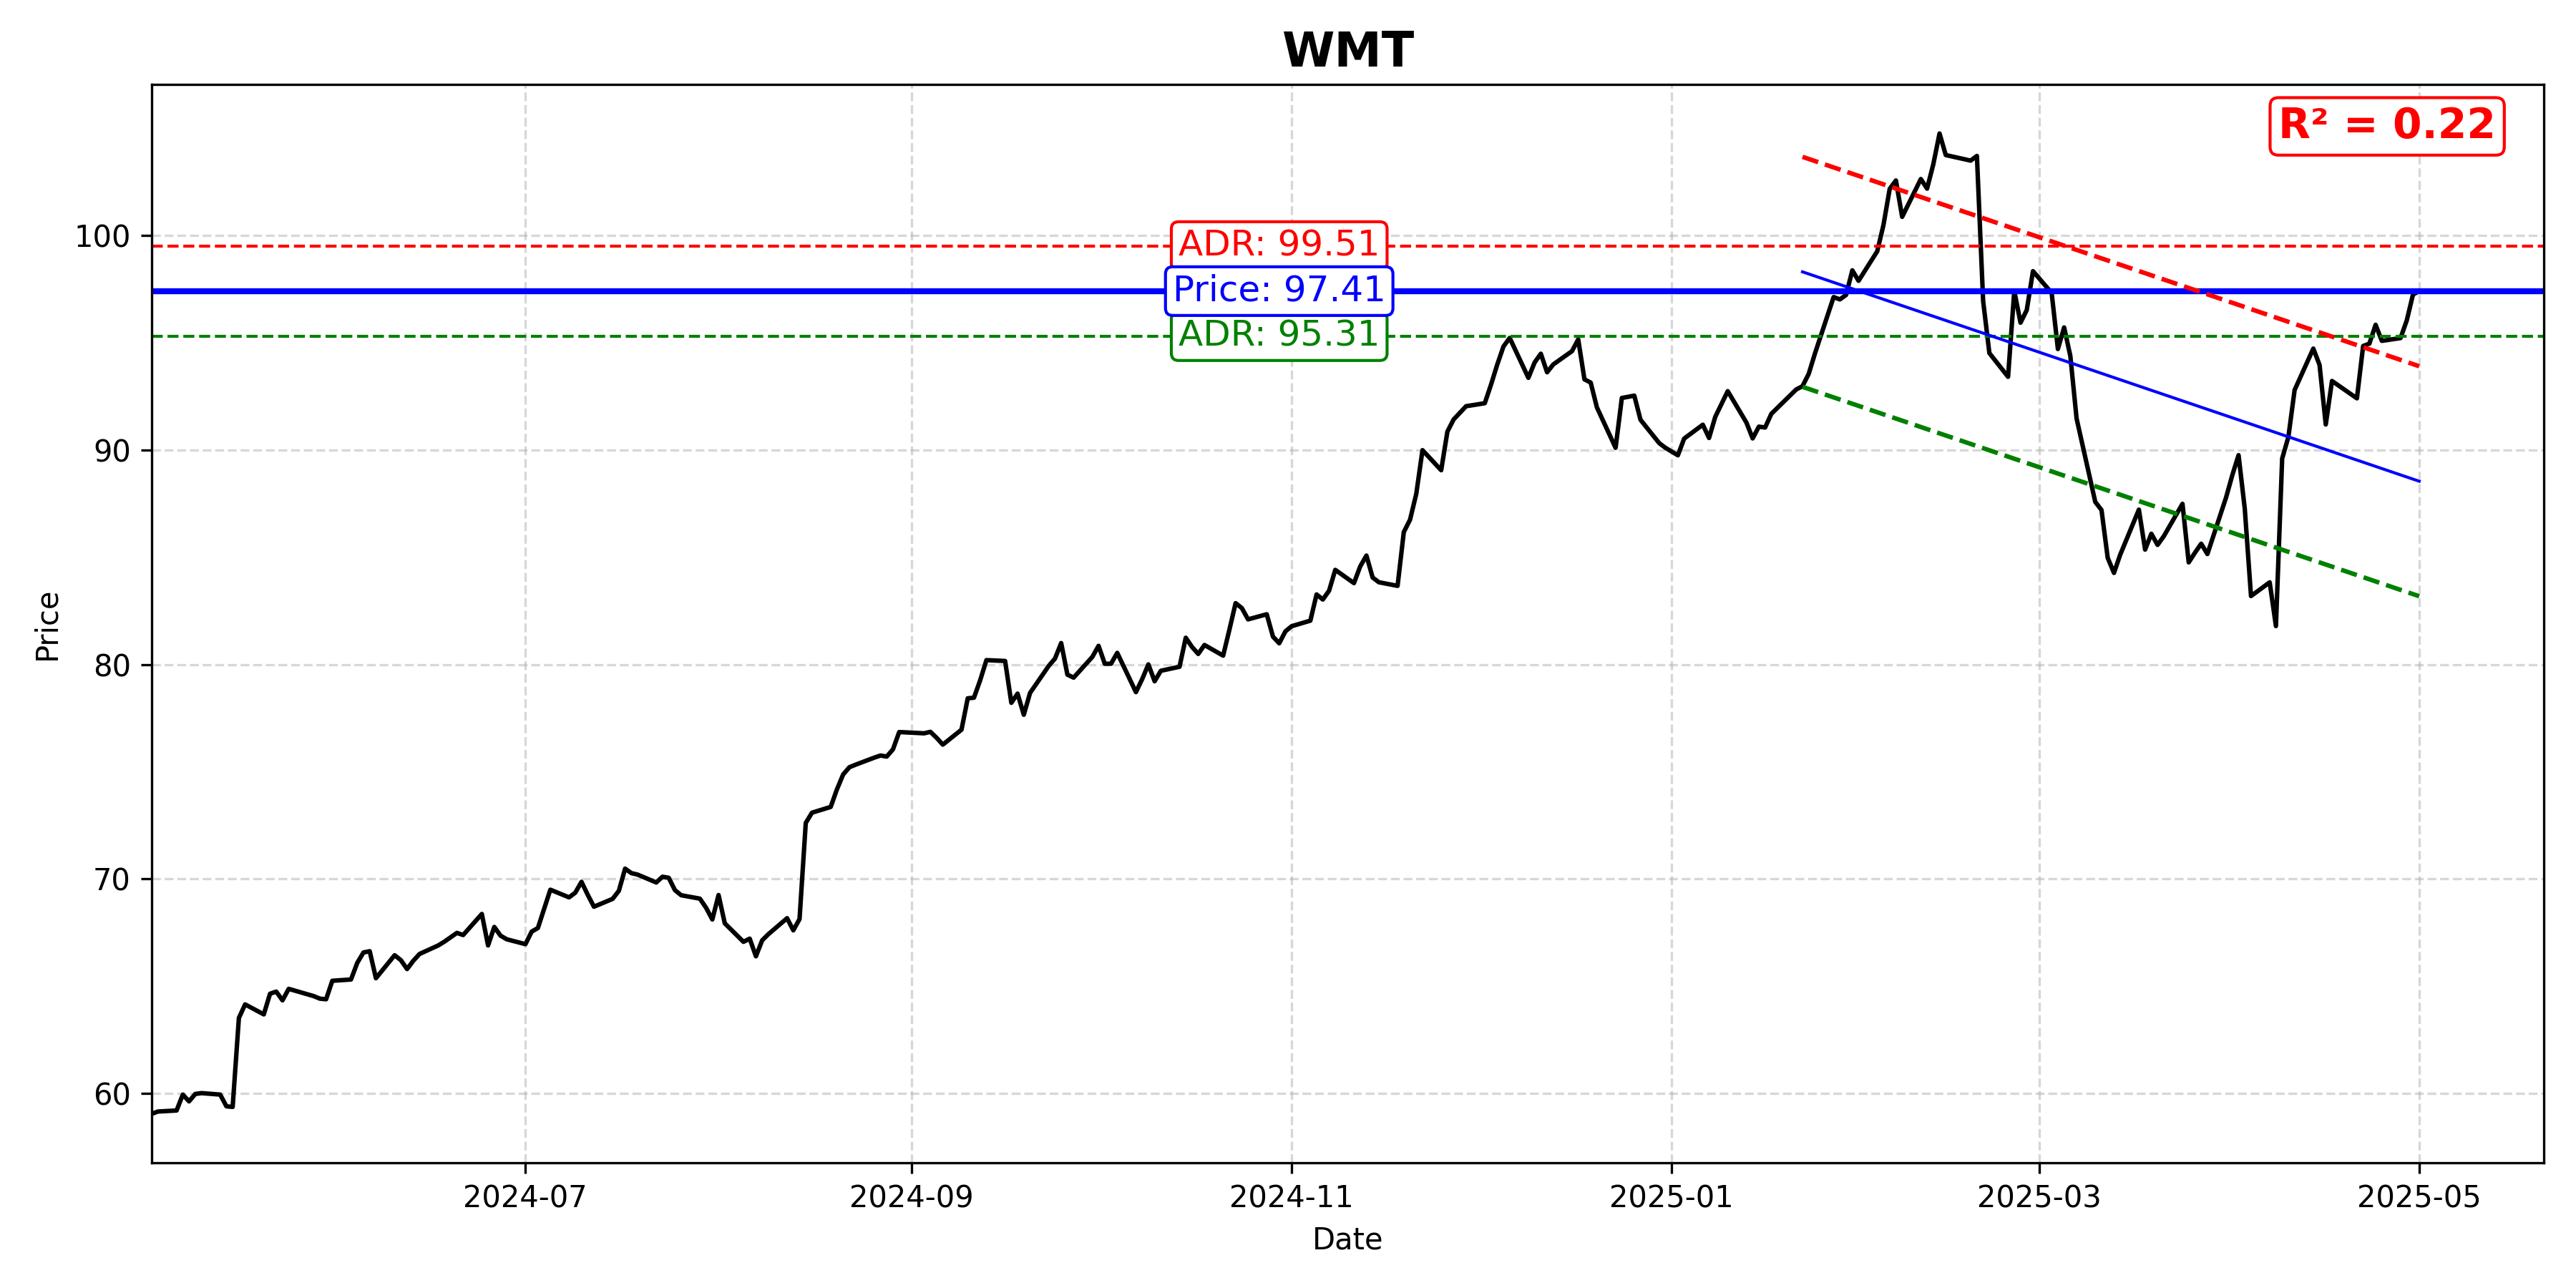 WMT
R² = 0.22
ADR: 99.51
Price: 97.41
ADR: 95.31
100
90
80
70
60
Price
2024-07
2024-09
2024-11
2025-01
2025-03
2025-05
Date